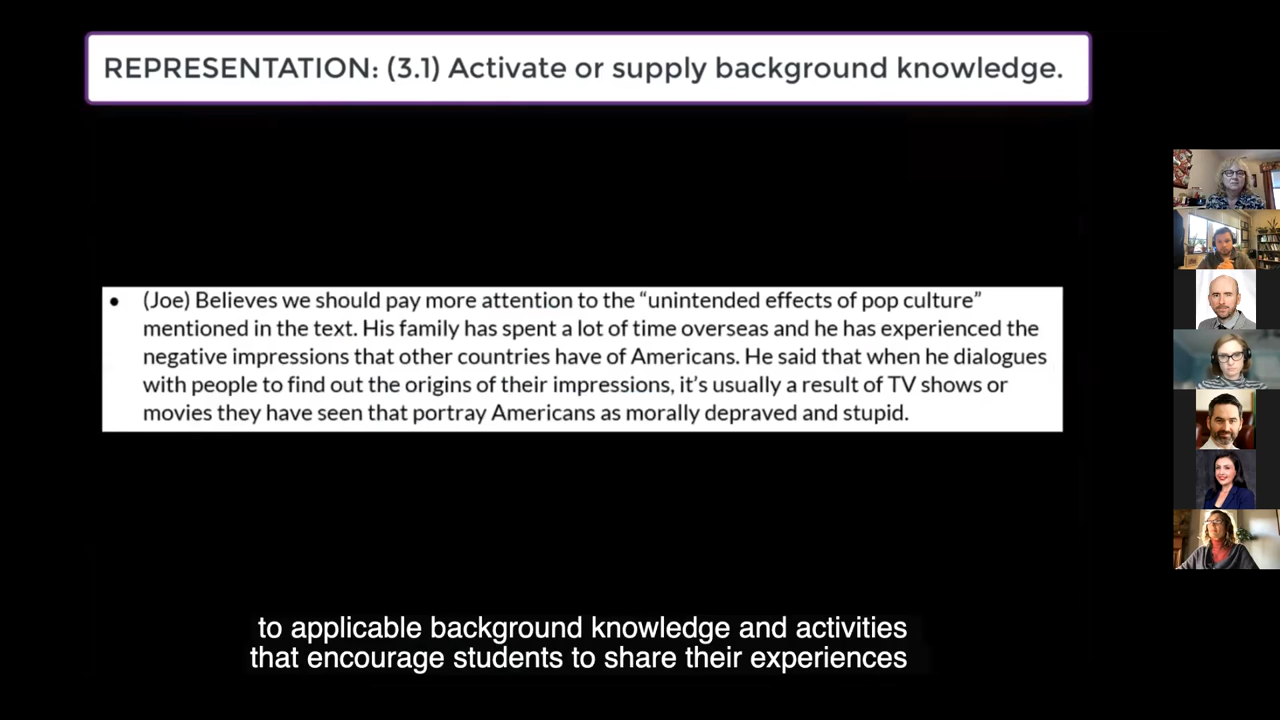 REPRESENTATION: (3.1) Activate or supply background knowledge.
• (Joe) Believes we should pay more attention to the “unintended effects of pop culture”
mentioned in the text. His family has spent a lot of time overseas and he has experienced the
negative impressions that other countries have of Americans. He said that when he dialogues
with people to find out the origins of their impressions, it’s usually a result of TV shows or
movies they have seen that portray Americans as morally depraved and stupid.
to applicable background knowledge and activities
that encourage students to share their experiences